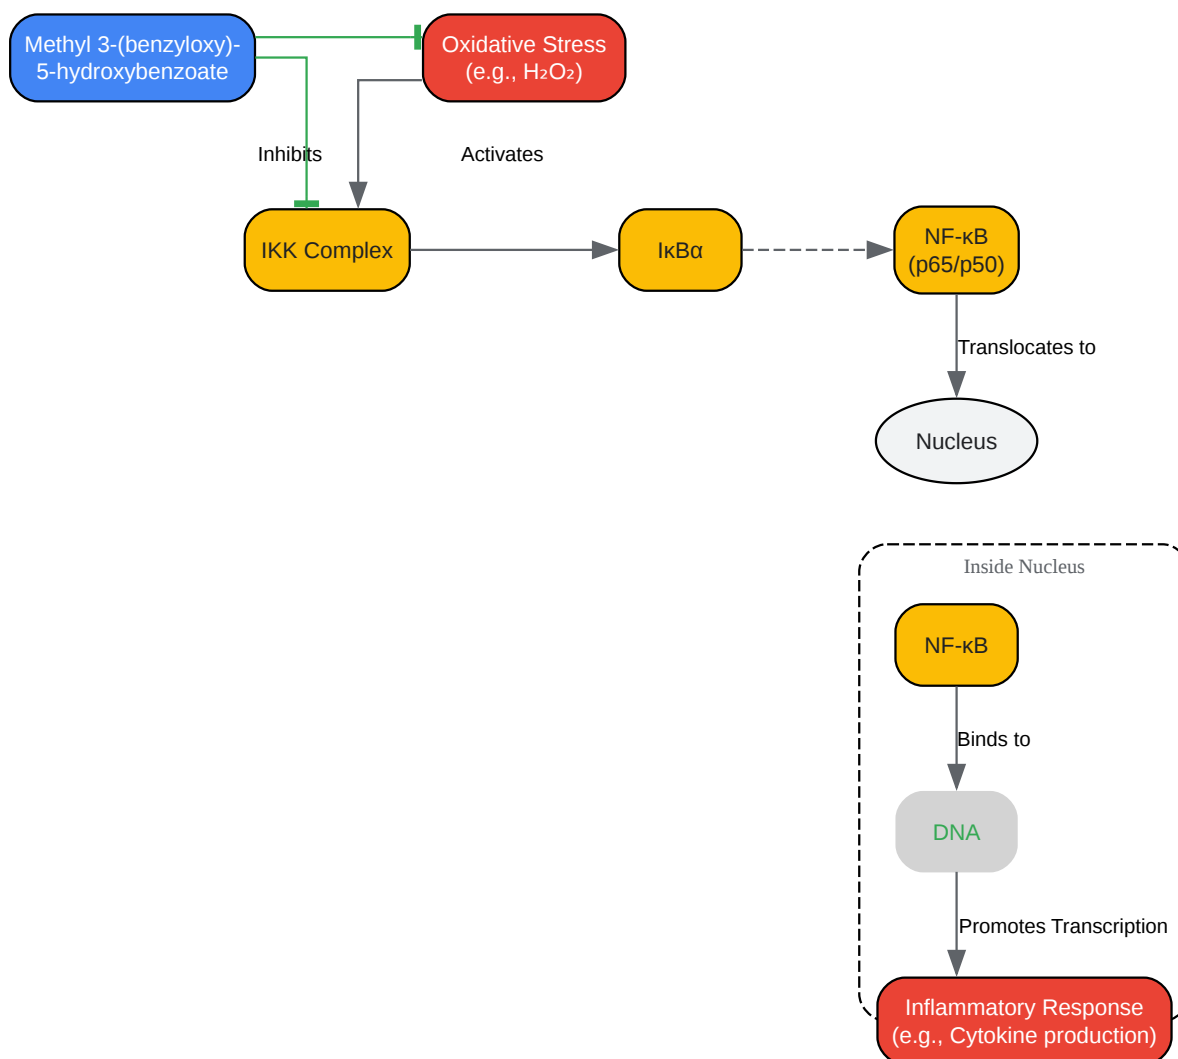 Methyl 3-(benzyloxy)-
5-hydroxybenzoate
Oxidative Stress
(e.g., H₂O₂)
Inhibits
Activates
IKK Complex
IκBα
NF-κB
(p65/p50)
Translocates to
Nucleus
Inside Nucleus
NF-κB
Binds to
DNA
Promotes Transcription
Inflammatory Response
(e.g., Cytokine production)